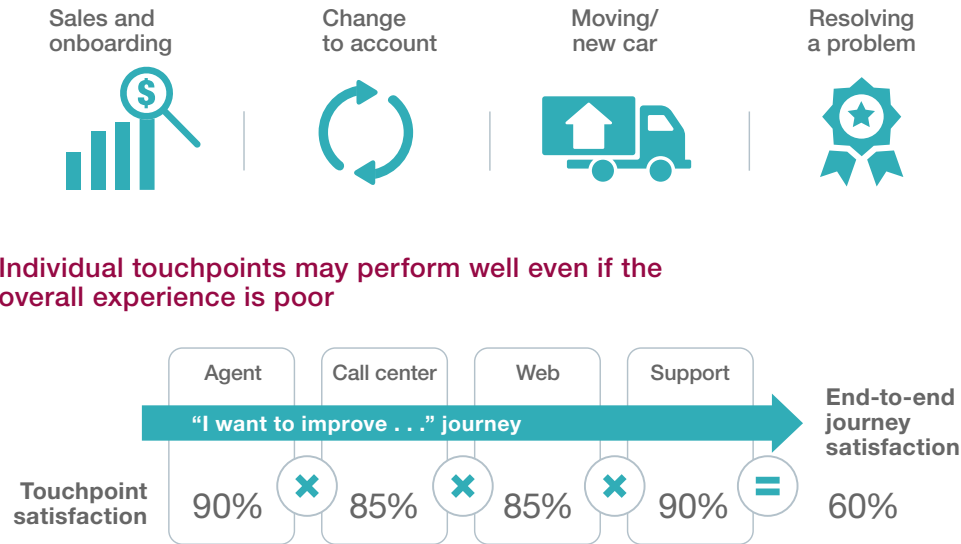 Sales and
onboarding
Change
to account
Moving/
new car
Resolving
a problem
$
Individual touchpoints may perform well even if the
overall experience is poor
Agent
Call center
Web
Support
“I want to improve . . .” journey
End-to-end
journey
satisfaction
Touchpoint
satisfaction
90% × 85% × 85% × 90% = 60%